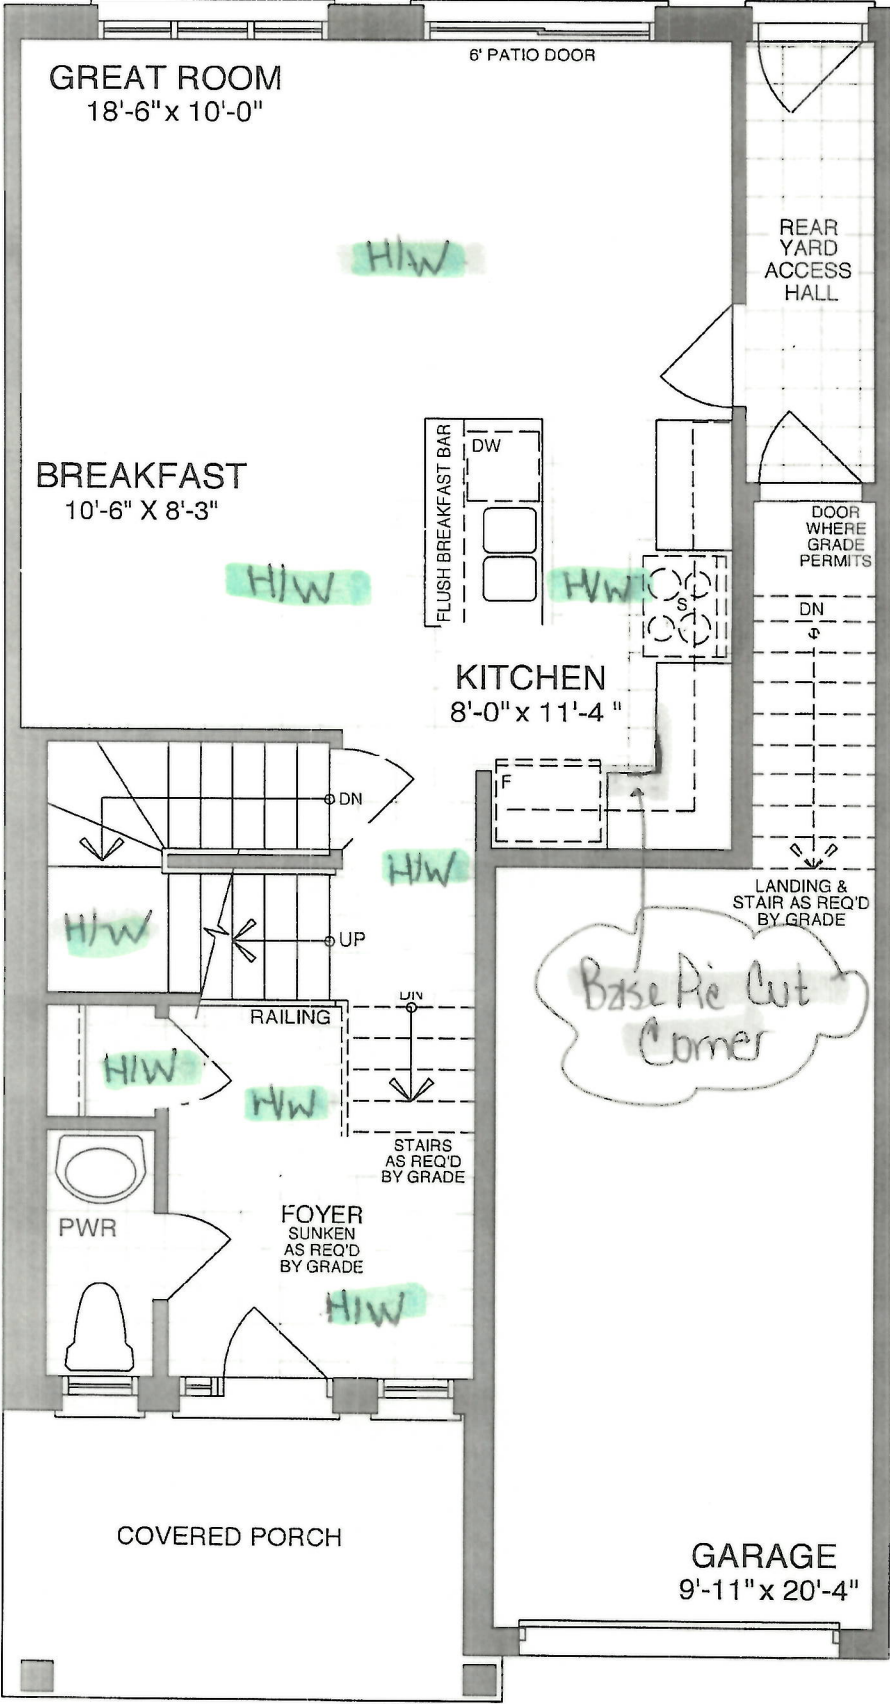 6' PATIO DOOR
GREAT ROOM
18'-6" x 10'-0"
H/W
REAR
YARD
ACCESS
HALL
BREAKFAST
10'-6" X 8'-3"
FLUSH BREAKFAST BAR
DW
DOOR
WHERE
GRADE
PERMITS
H/W
H/W
S
DN
KITCHEN
8'-0" x 11'-4"
F
DN
H/W
LANDING &
STAIR AS REQ'D
BY GRADE
H/W
UP
Base Pie Cut
Corner
DN
RAILING
H/W
H/W
STAIRS
AS REQ'D
BY GRADE
PWR
FOYER
SUNKEN
AS REQ'D
BY GRADE
H/W
COVERED PORCH
GARAGE
9'-11" x 20'-4"